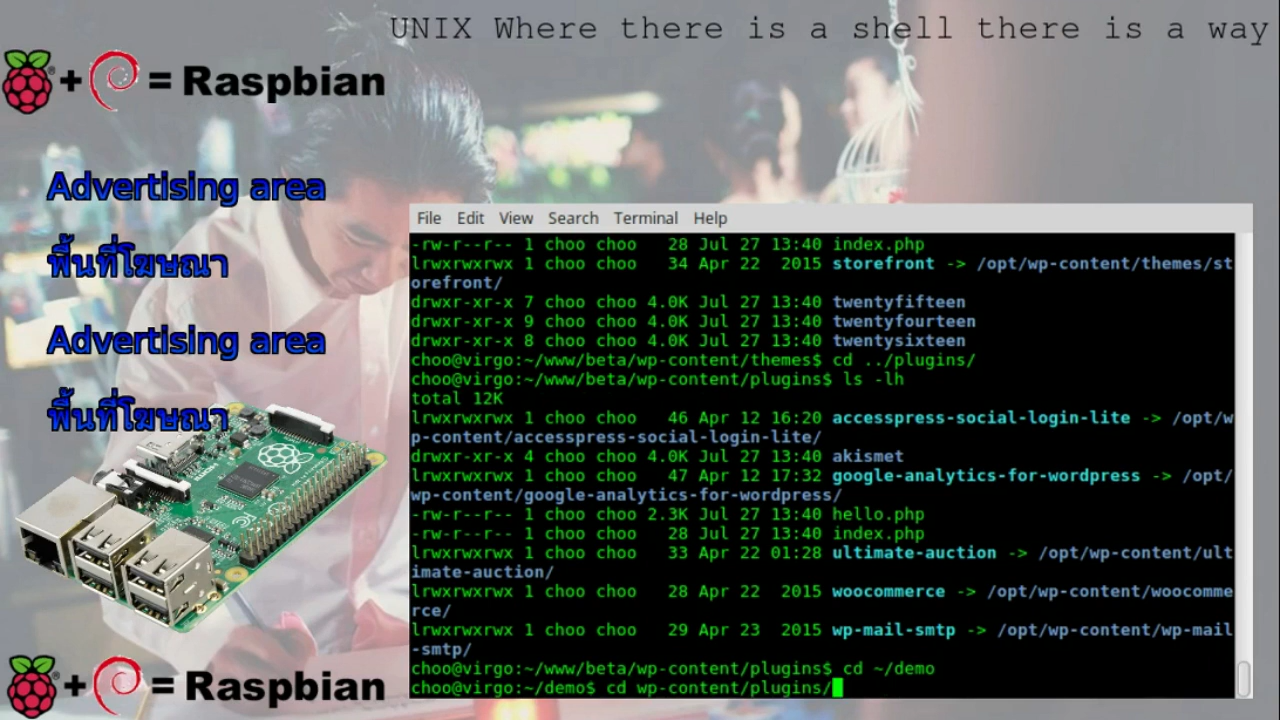 UNIX Where there is a shell there is a way
+ = Raspbian
Advertising area
พื้นที่โฆษณา
Advertising area
พื้นที่โฆษณา
+ = Raspbian
File Edit View Search Terminal Help
-rw-r--r-- 1 choo choo   28 Jul 27 13:40 index.php
lrwxrwxrwx 1 choo choo   34 Apr 22  2015 storefront -> /opt/wp-content/themes/st
orefront/
drwxr-xr-x 7 choo choo 4.0K Jul 27 13:40 twentyfifteen
drwxr-xr-x 9 choo choo 4.0K Jul 27 13:40 twentyfourteen
drwxr-xr-x 8 choo choo 4.0K Jul 27 13:40 twentysixteen
choo@virgo:~/www/beta/wp-content/themes$ cd ../plugins/
choo@virgo:~/www/beta/wp-content/plugins$ ls -lh
total 12K
lrwxrwxrwx 1 choo choo   46 Apr 12 16:20 accesspress-social-login-lite -> /opt/w
p-content/accesspress-social-login-lite/
drwxr-xr-x 4 choo choo 4.0K Jul 27 13:40 akismet
lrwxrwxrwx 1 choo choo   47 Apr 12 17:32 google-analytics-for-wordpress -> /opt/
wp-content/google-analytics-for-wordpress/
-rw-r--r-- 1 choo choo 2.3K Jul 27 13:40 hello.php
-rw-r--r-- 1 choo choo   28 Jul 27 13:40 index.php
lrwxrwxrwx 1 choo choo   33 Apr 22 01:28 ultimate-auction -> /opt/wp-content/ult
imate-auction/
lrwxrwxrwx 1 choo choo   28 Apr 22  2015 woocommerce -> /opt/wp-content/woocomme
rce/
lrwxrwxrwx 1 choo choo   29 Apr 23  2015 wp-mail-smtp -> /opt/wp-content/wp-mail
-smtp/
choo@virgo:~/www/beta/wp-content/plugins$ cd ~/demo
choo@virgo:~/demo$ cd wp-content/plugins/